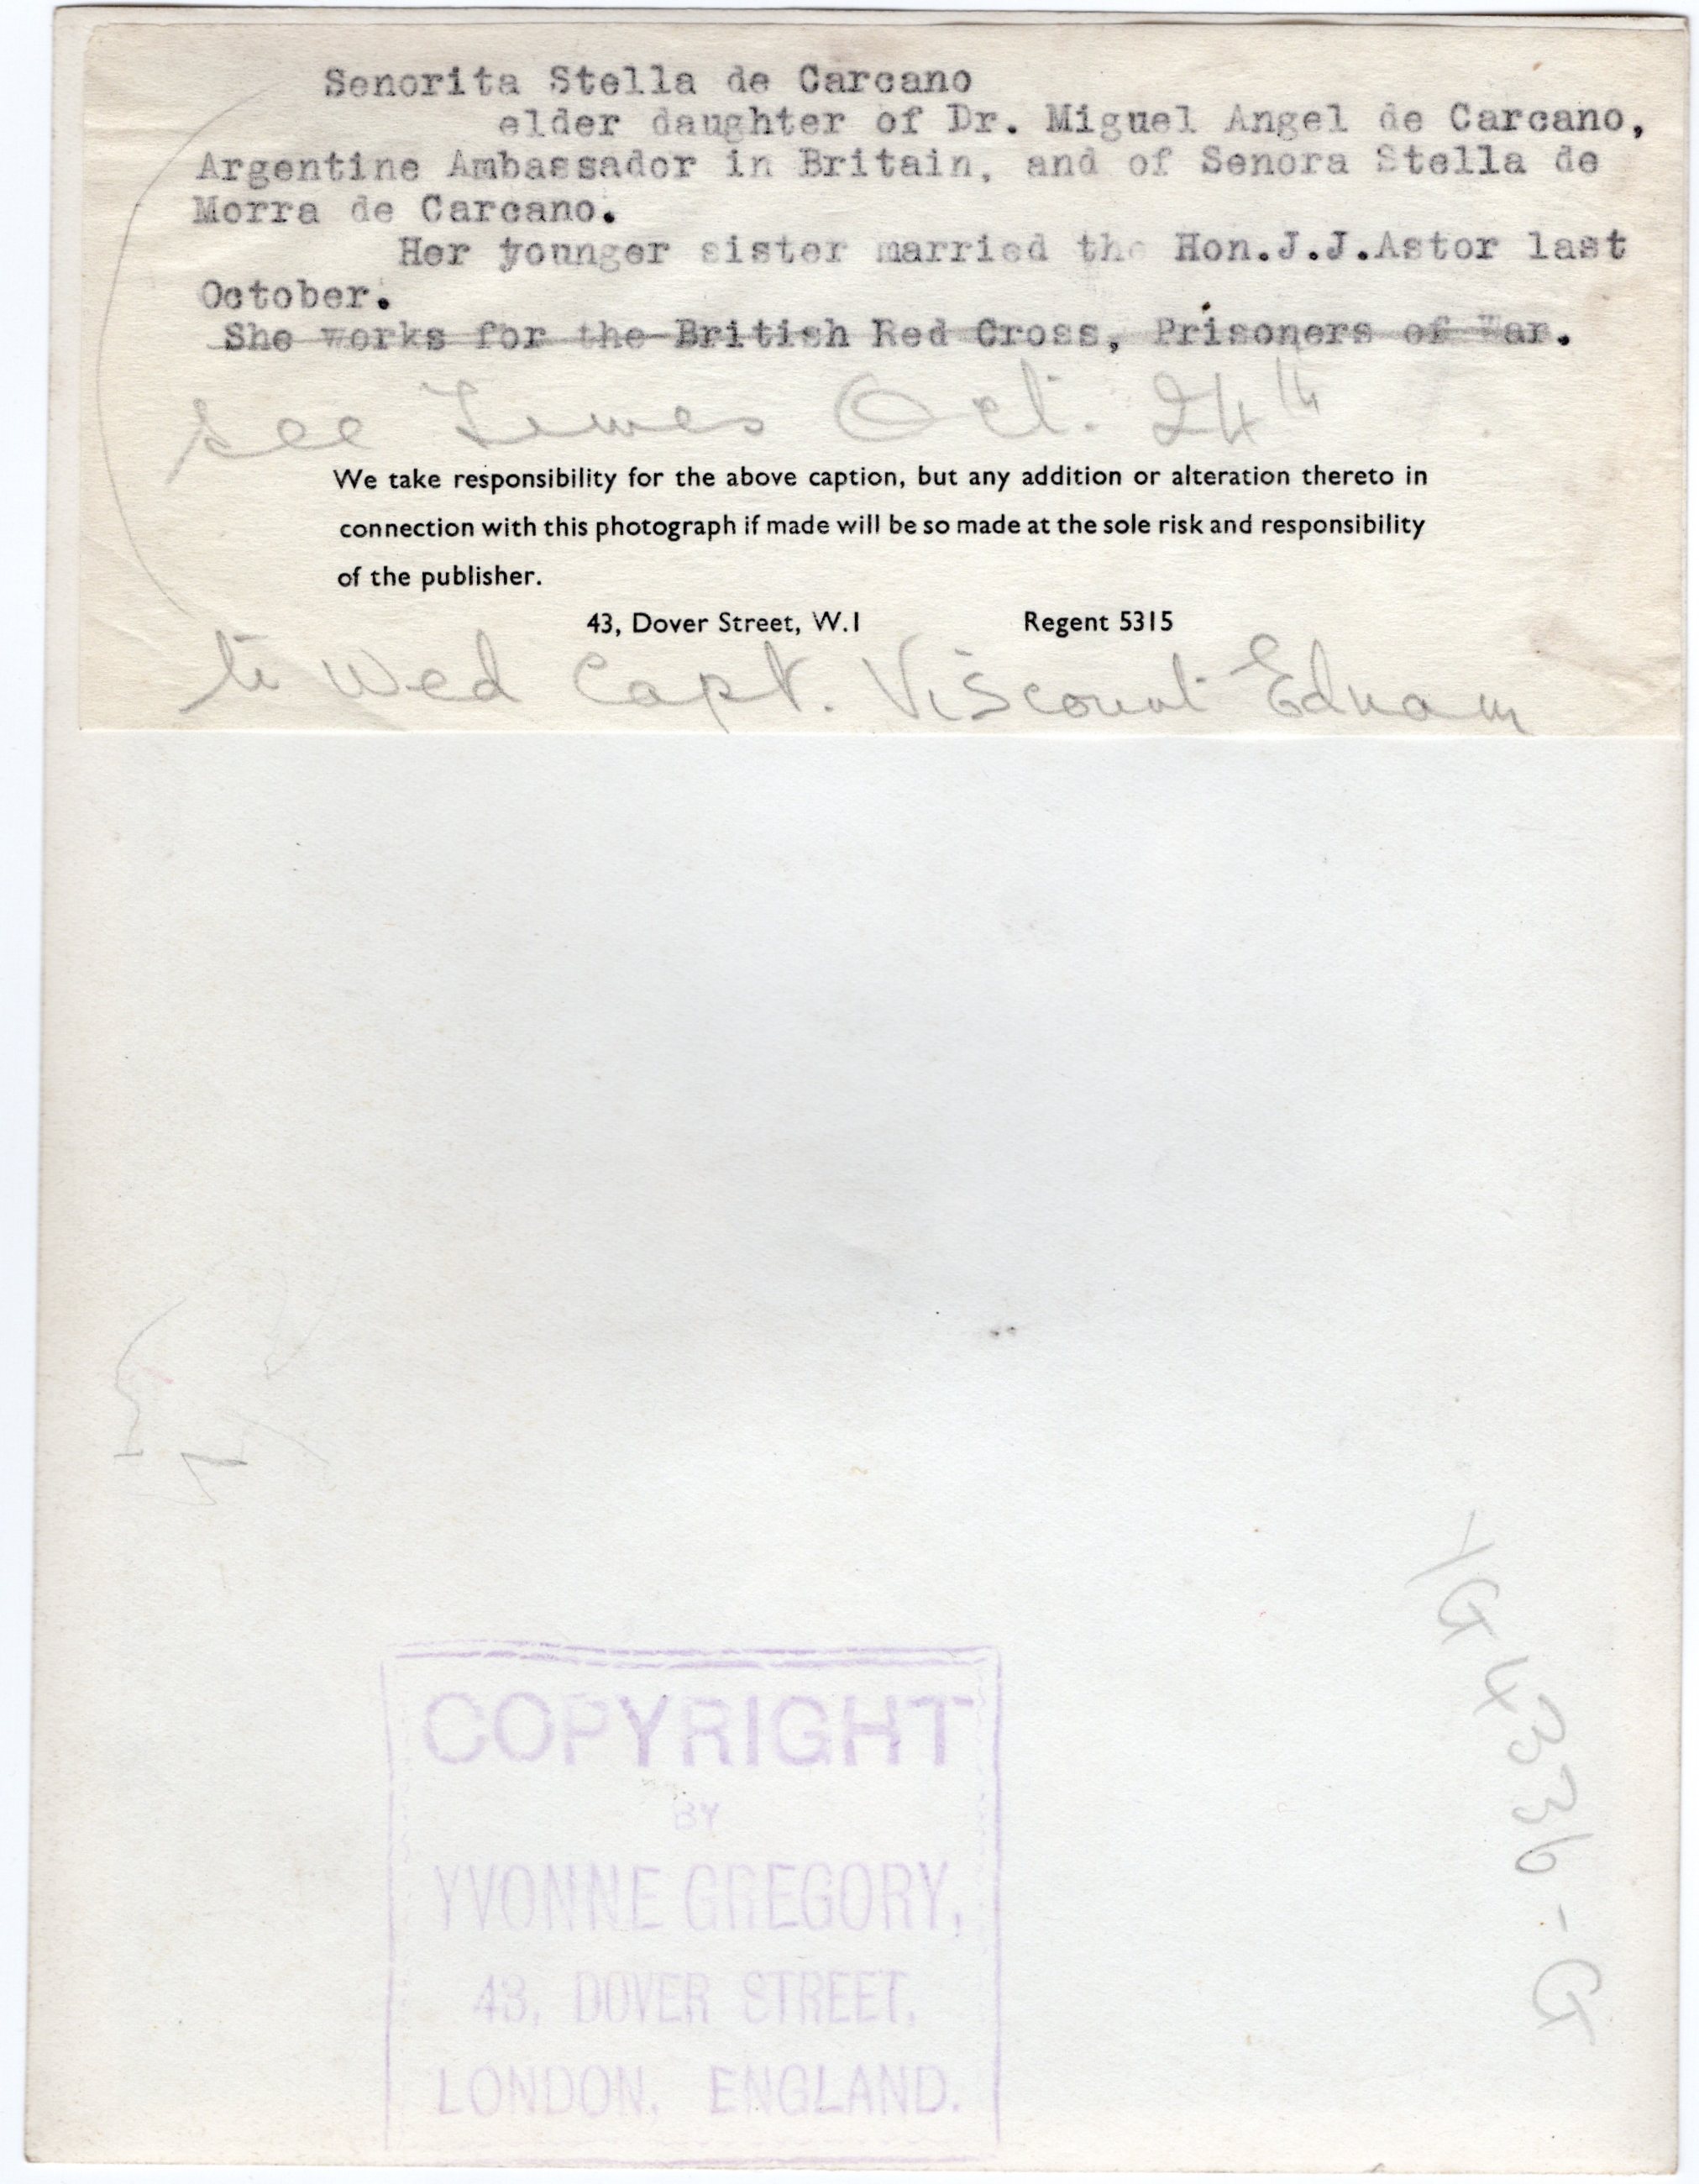 Senorita Stella de Carcano
elder daughter of Dr. Miguel Angel de Carcano,
Argentine Ambassador in Britain, and of Senora Stella de
Morra de Carcano.
Her younger sister married the Hon.J.J.Astor last
October.
She works for the British Red Cross, Prisoners of War.
see Times Oct. 24th
We take responsibility for the above caption, but any addition or alteration thereto in
connection with this photograph if made will be so made at the sole risk and responsibility
of the publisher.
43, Dover Street, W.1 Regent 5315
to Wed Capt. Viscount Ednam
YG 4336-G
COPYRIGHT
BY
YVONNE GREGORY,
43, DOVER STREET,
LONDON, ENGLAND.